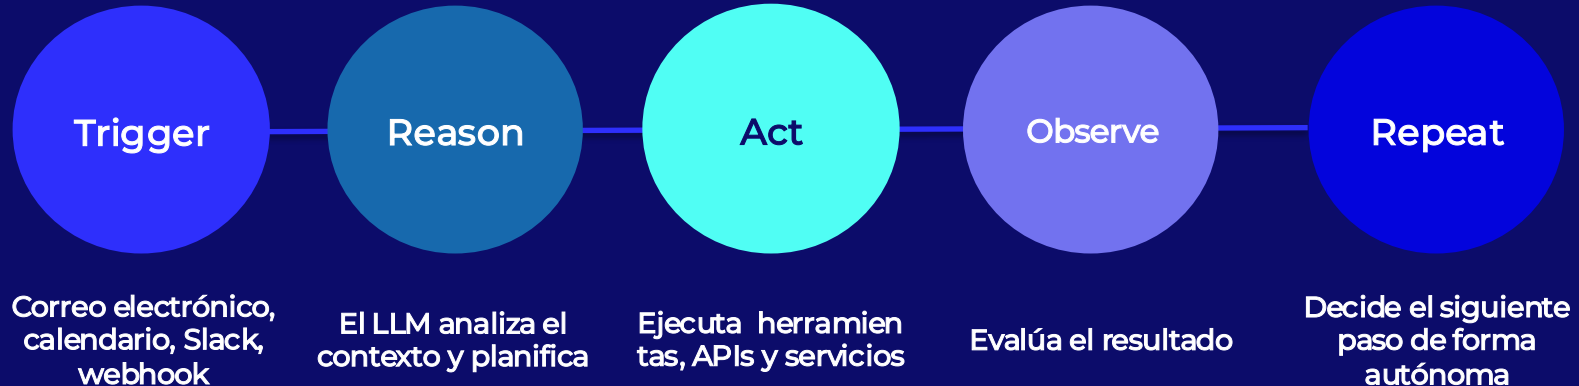 Trigger
Reason
Act
Observe
Repeat
Correo electrónico,
calendario, Slack,
webhook
El LLM analiza el
contexto y planifica
Ejecuta  herramien
tas, APIs y servicios
Evalúa el resultado
Decide el siguiente
paso de forma
autónoma